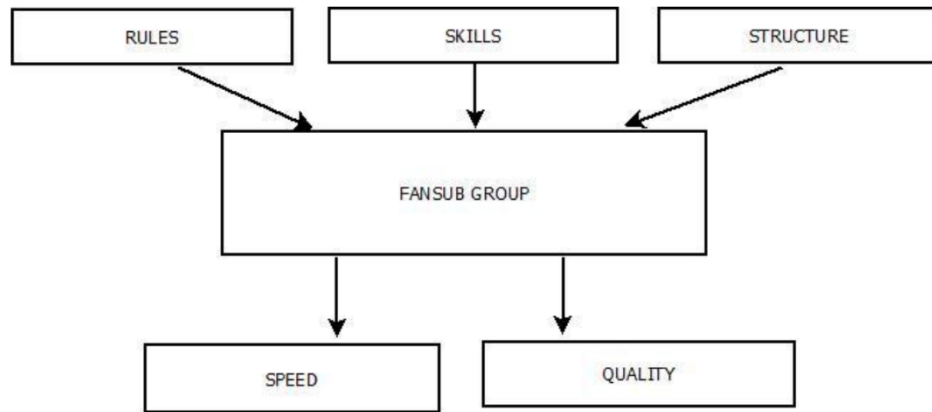 RULES
SKILLS
STRUCTURE
FANSUB GROUP
SPEED
QUALITY